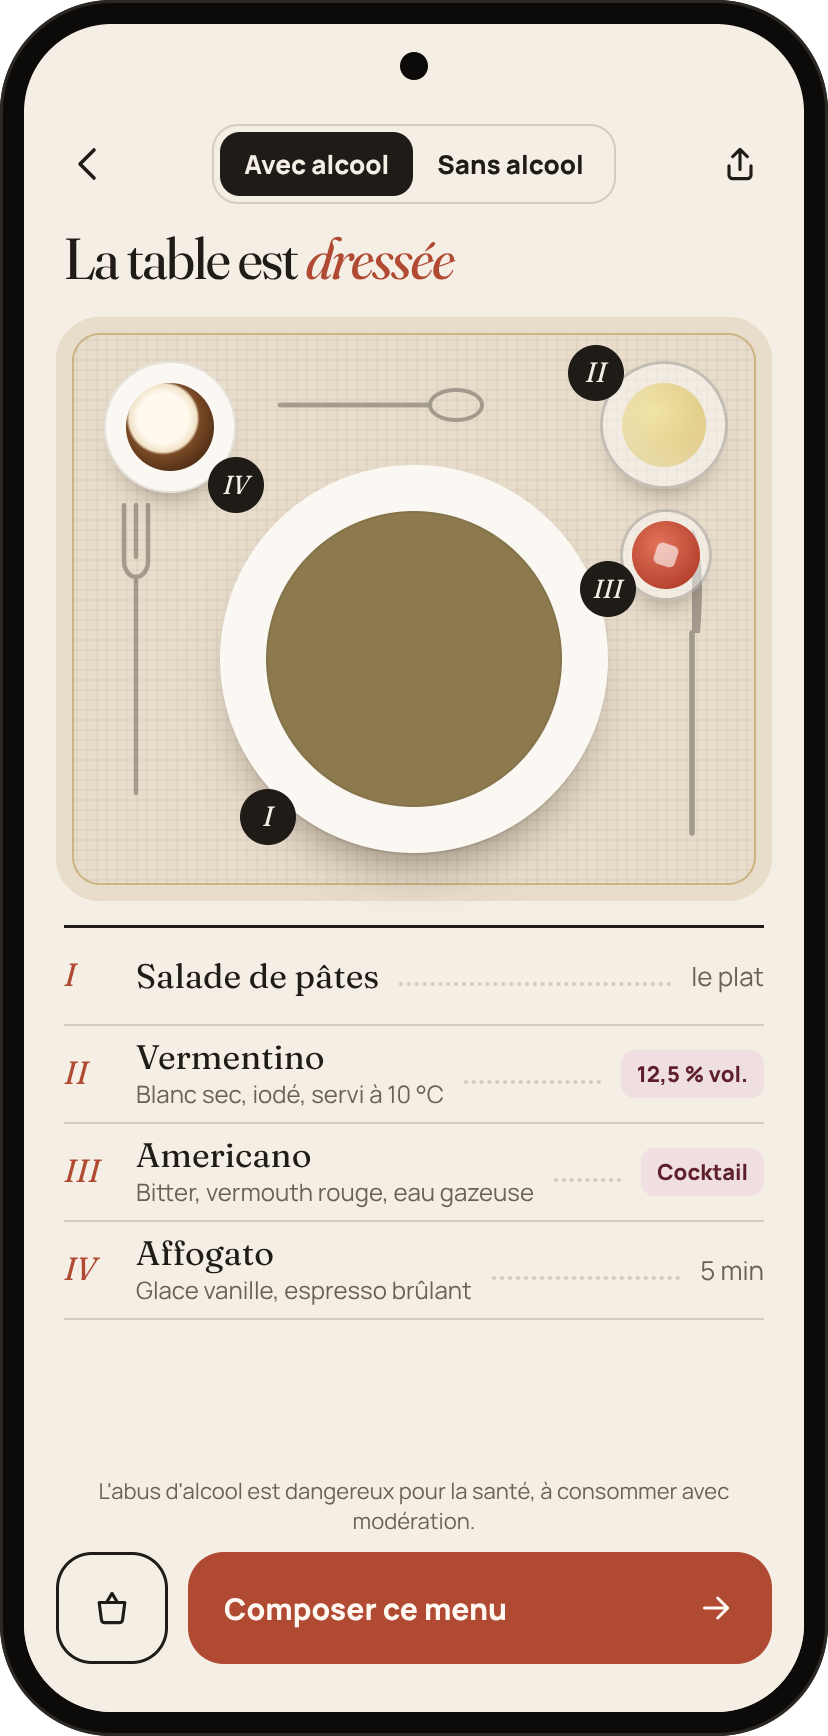 Avec alcool
Sans alcool
La table est dressée
II
IV
III
I
I Salade de pâtes le plat
II Vermentino
Blanc sec, iodé, servi à 10 °C
12,5 % vol.
III Americano
Bitter, vermouth rouge, eau gazeuse
Cocktail
IV Affogato
Glace vanille, espresso brûlant
5 min
L'abus d'alcool est dangereux pour la santé, à consommer avec
modération.
Composer ce menu